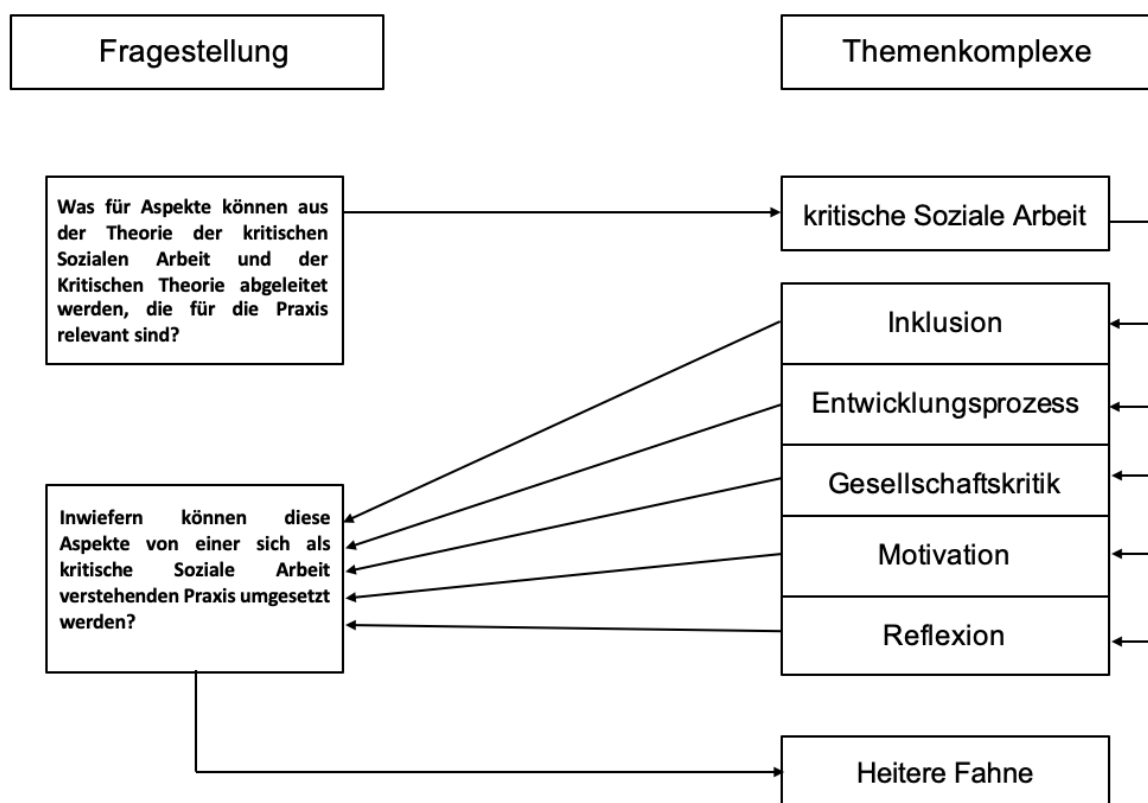 Fragestellung
Themenkomplexe
Was für Aspekte können aus
der Theorie der kritischen
Sozialen Arbeit und der
Kritischen Theorie abgeleitet
werden, die für die Praxis
relevant sind?
kritische Soziale Arbeit
Inklusion
Entwicklungsprozess
Gesellschaftskritik
Motivation
Reflexion
Inwiefern können diese
Aspekte von einer sich als
kritische Soziale Arbeit
verstehenden Praxis umgesetzt
werden?
Heitere Fahne